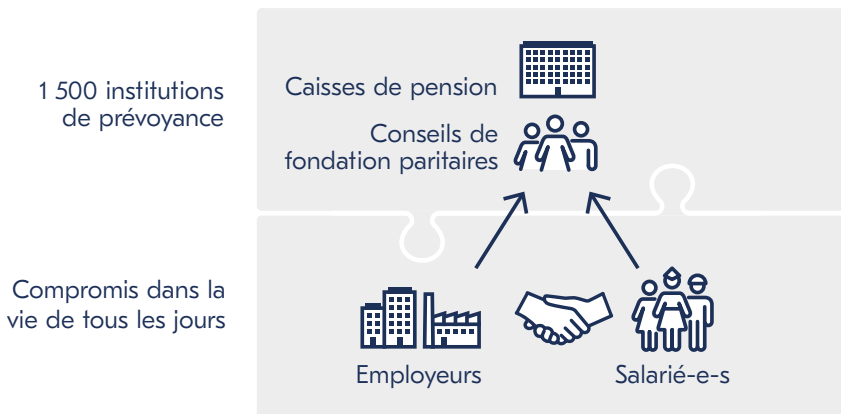 1 500 institutions
de prévoyance
Caisses de pension
Conseils de
fondation paritaires
Compromis dans la
vie de tous les jours
Employeurs
Salarié-e-s